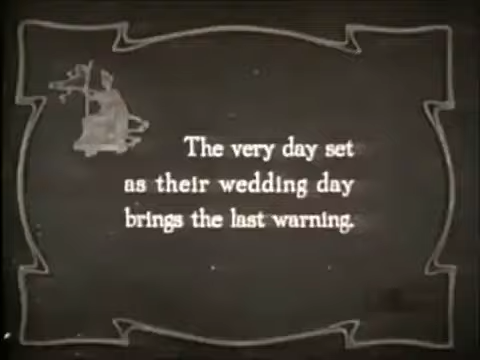 The very day set
as their wedding day
brings the last warning.